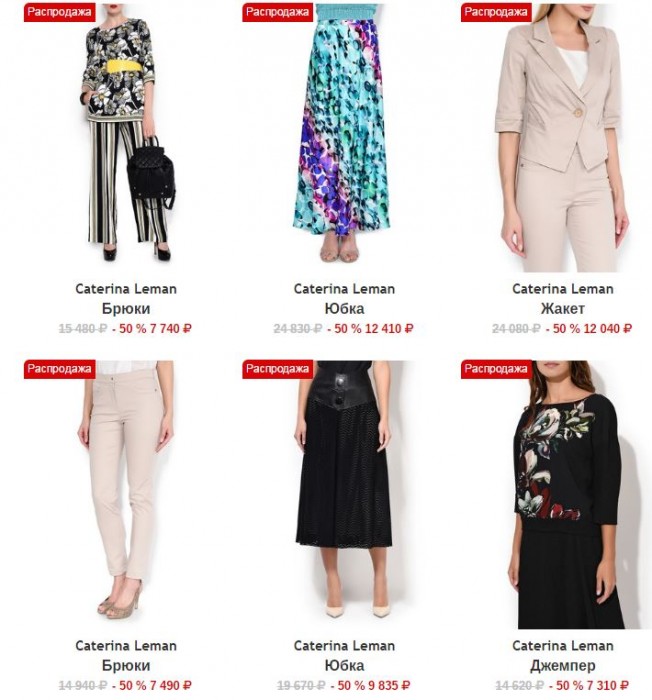 Распродажа
Распродажа
Распродажа
Caterina Leman
Caterina Leman
Caterina Leman
Брюки
Юбка
Жакет
15 480 ₽ - 50 % 7 740 ₽
24 830 ₽ - 50 % 12 410 ₽
24 080 ₽ - 50 % 12 040 ₽
Распродажа
Распродажа
Распродажа
Caterina Leman
Caterina Leman
Caterina Leman
Брюки
Юбка
Джемпер
14 940 ₽ - 50 % 7 490 ₽
19 670 ₽ - 50 % 9 835 ₽
14 620 ₽ - 50 % 7 310 ₽